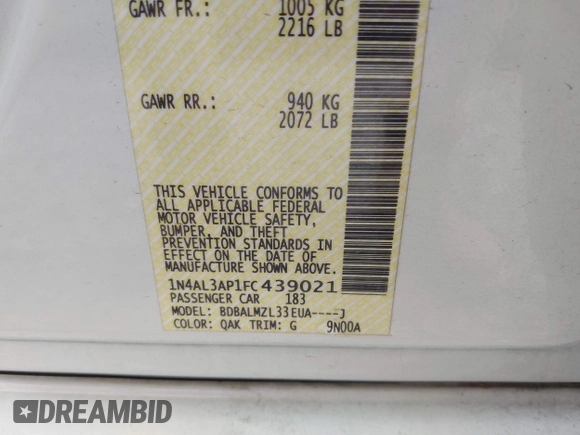 GAWR FR.: 1005 KG
2216 LB
GAWR RR.: 940 KG
2072 LB
THIS VEHICLE CONFORMS TO
ALL APPLICABLE FEDERAL
MOTOR VEHICLE SAFETY,
BUMPER, AND THEFT
PREVENTION STANDARDS IN
EFFECT ON THE DATE OF
MANUFACTURE SHOWN ABOVE.
1N4AL3AP1FC439021
PASSENGER CAR 183
MODEL: BDBALMZL33EUA----J
COLOR: QAK TRIM: G 9N00A
DREAMBID